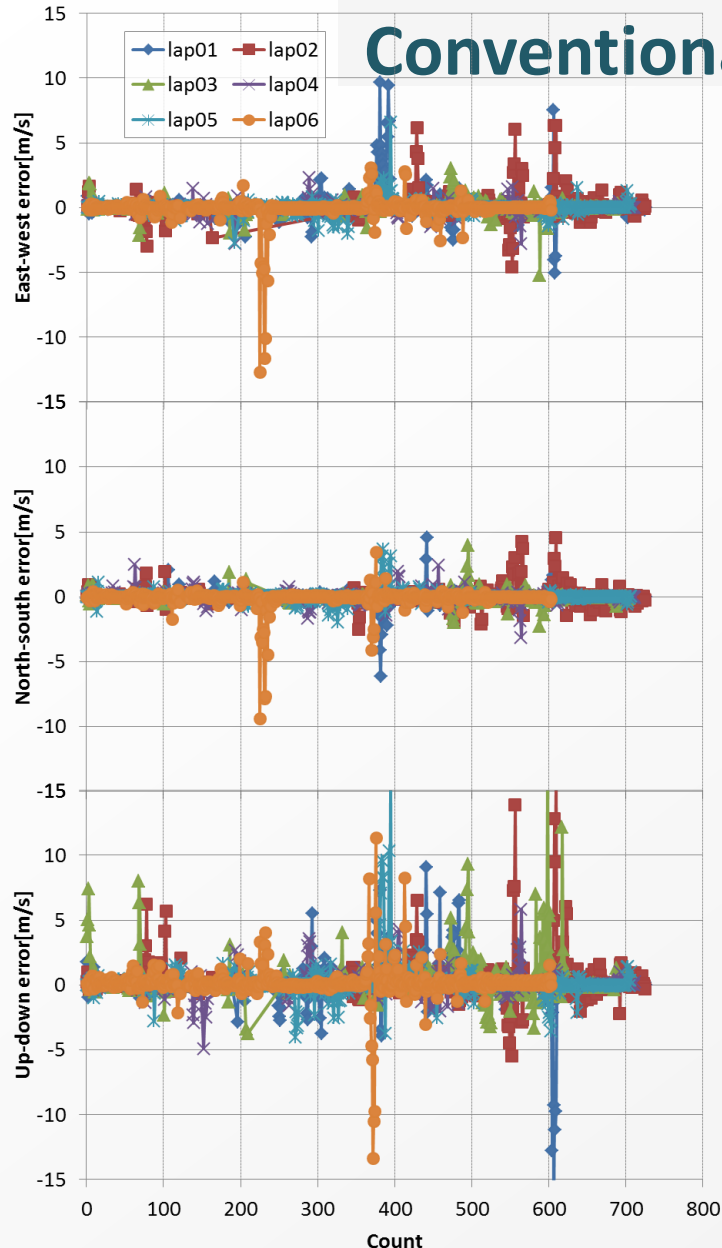 Convention
15
lap01 lap02
10
lap03 lap04
lap05 lap06
5
0
-5
-10
-15
East-west error[m/s]
10
5
0
-5
-10
-15
North-south error[m/s]
10
5
0
-5
-10
-15
Up-down error[m/s]
0 100 200 300 400 500 600 700 800
Count